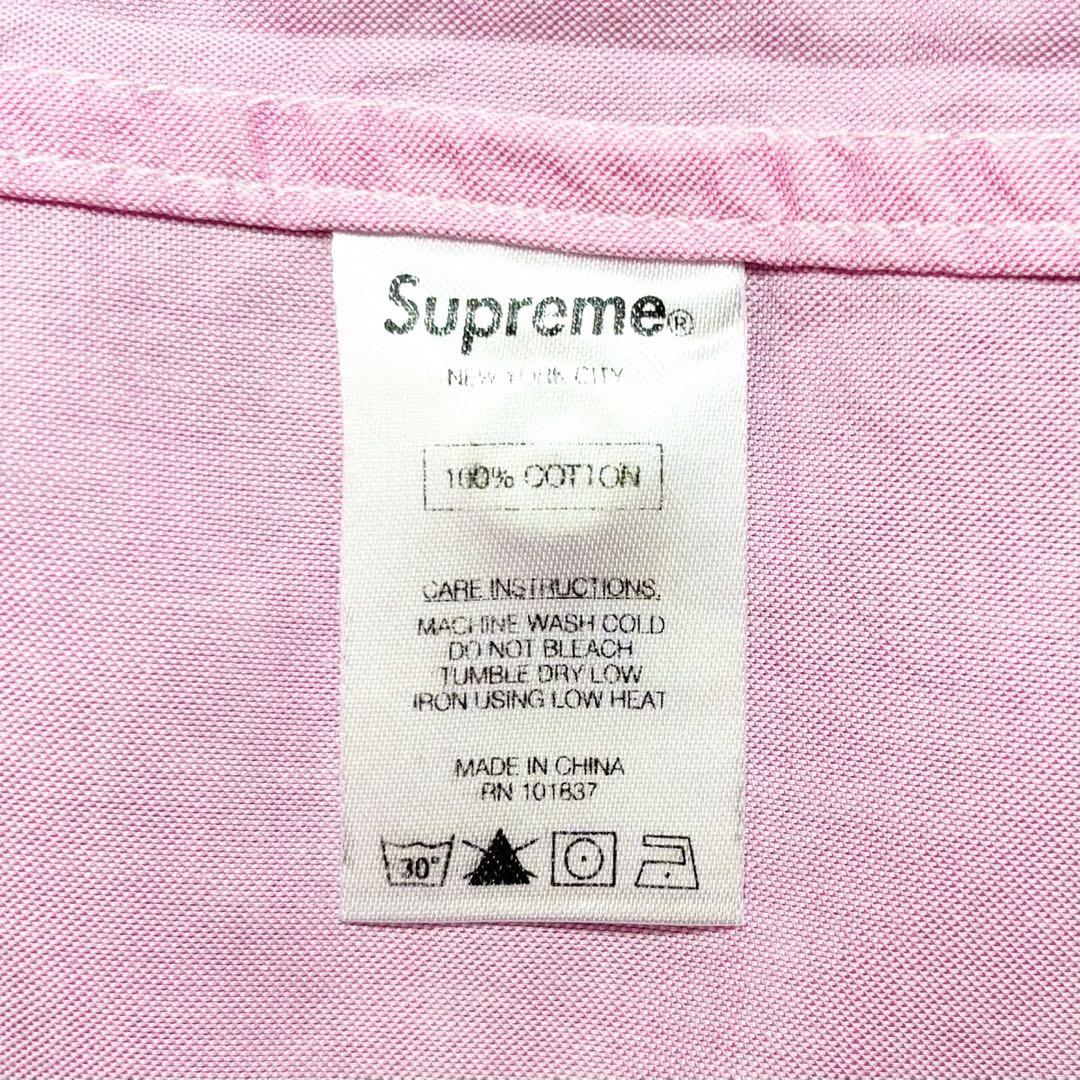 Supreme®
NEW YORK CITY
100% COTTON
CARE INSTRUCTIONS.
MACHINE WASH COLD
DO NOT BLEACH
TUMBLE DRY LOW
IRON USING LOW HEAT
MADE IN CHINA
RN 101837
30°